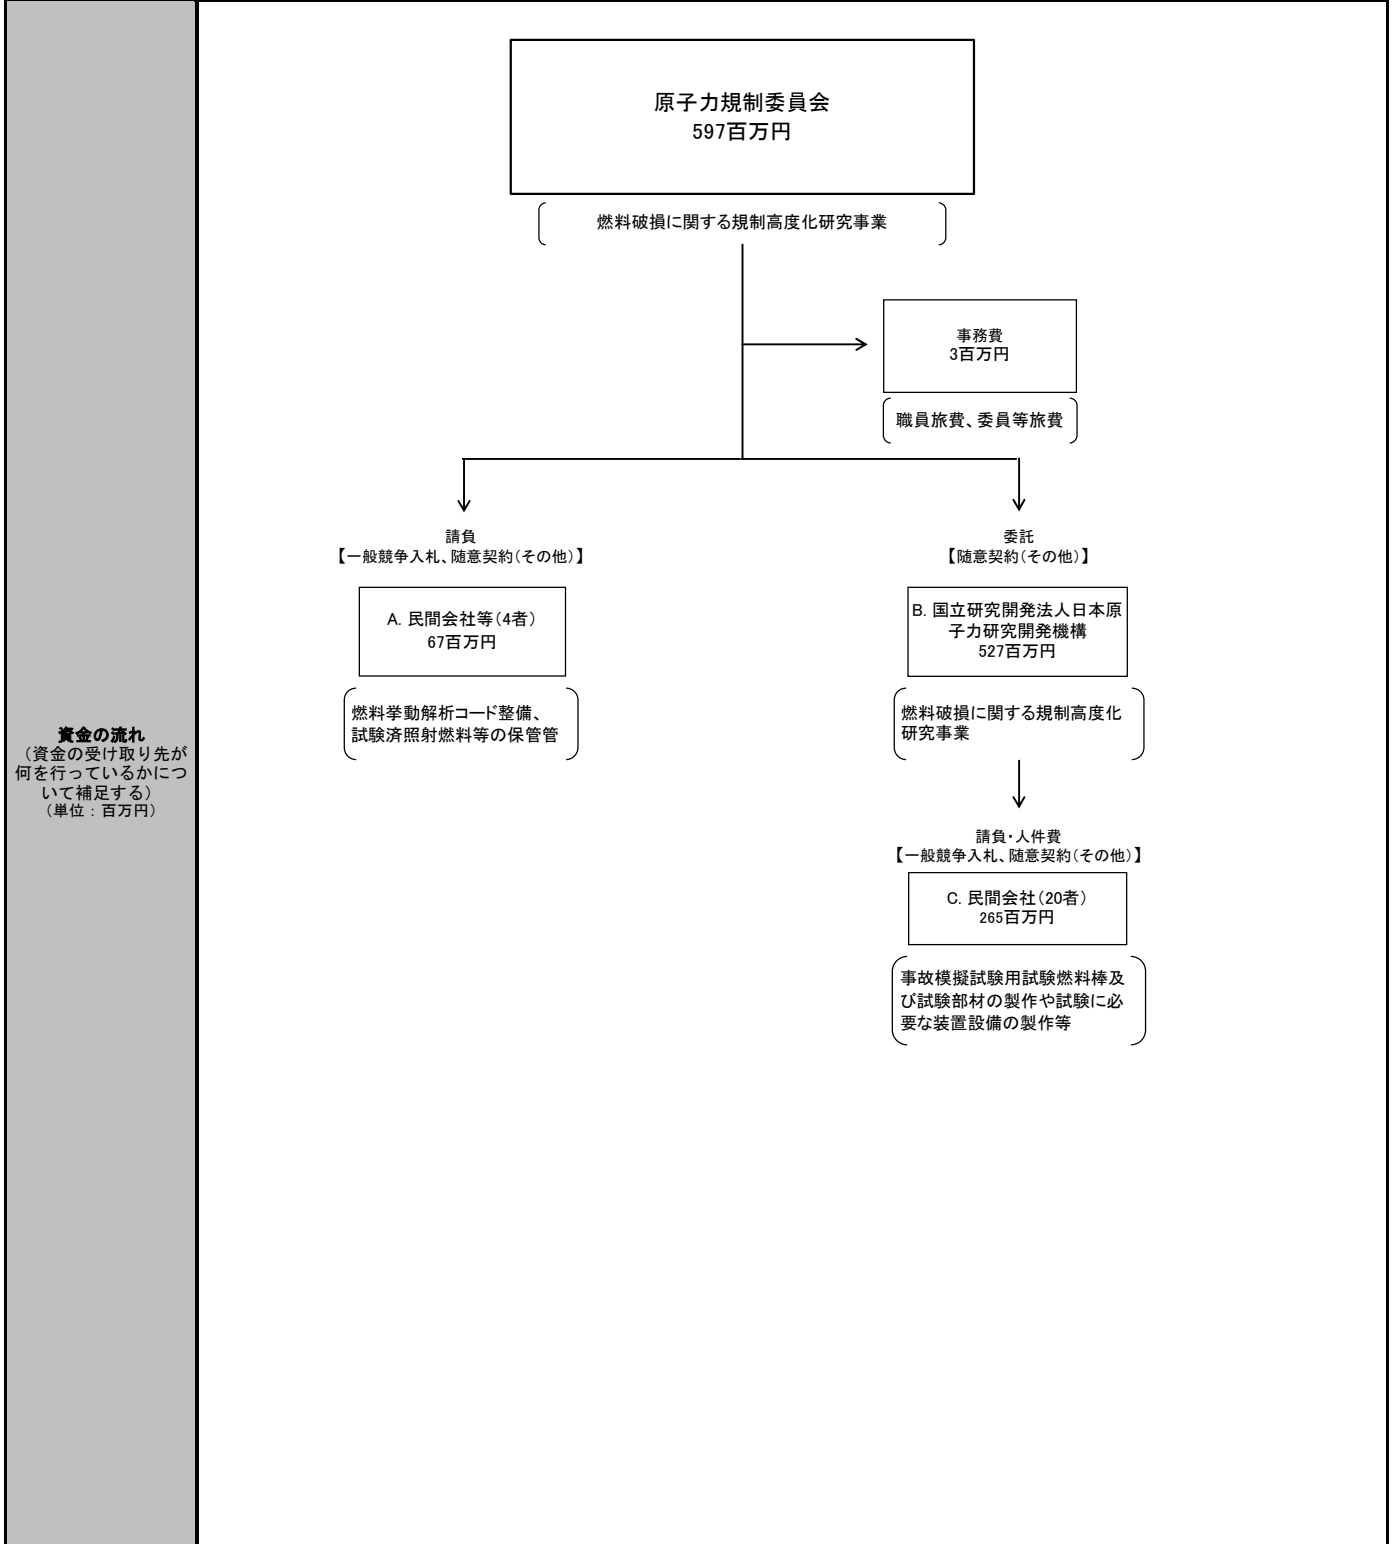 資金の流れ
（資金の受け取り先が
何を行っているかにつ
いて補足する）
（単位：百万円）
原子力規制委員会
597百万円
燃料破損に関する規制高度化研究事業
事務費
3百万円
職員旅費、委員等旅費
請負
【一般競争入札、随意契約（その他）】
A. 民間会社等（4者）
67百万円
燃料挙動解析コード整備、
試験済照射燃料等の保管管
委託
【随意契約（その他）】
B. 国立研究開発法人日本原
子力研究開発機構
527百万円
燃料破損に関する規制高度化
研究事業
請負・人件費
【一般競争入札、随意契約（その他）】
C. 民間会社（20者）
265百万円
事故模擬試験用試験燃料棒及
び試験部材の製作や試験に必
要な装置設備の製作等